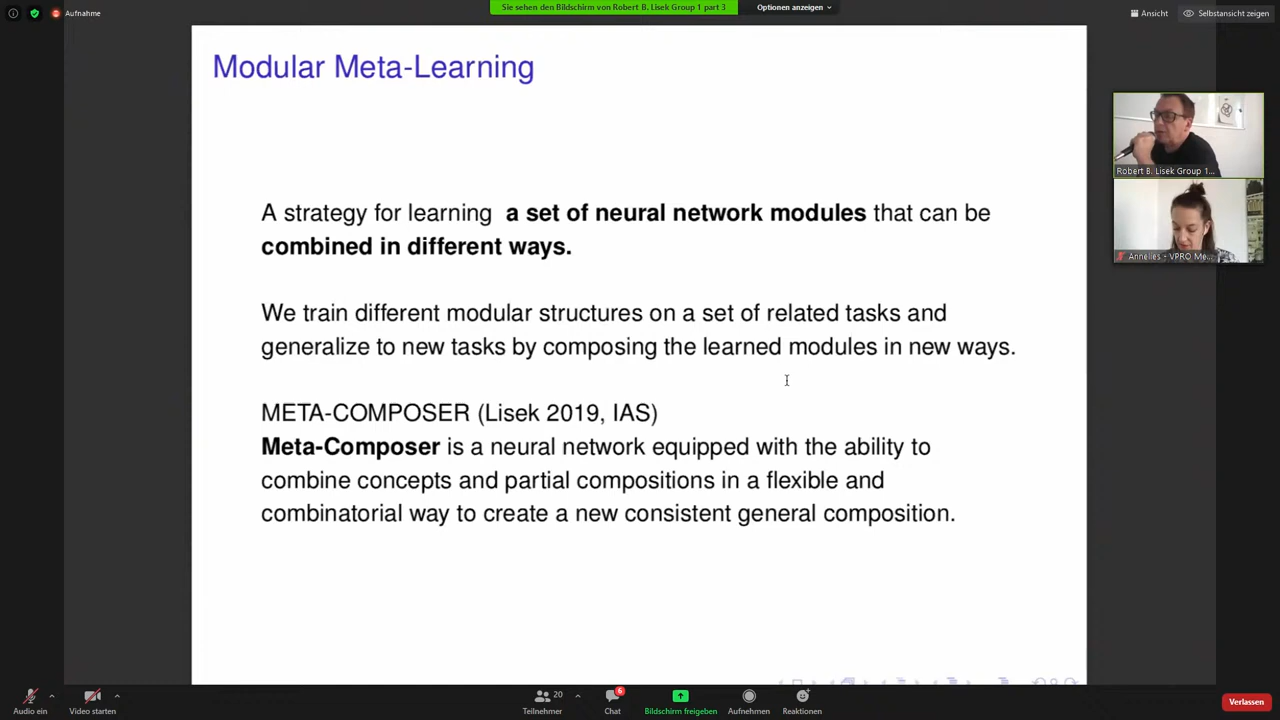 Aufnahme
Sie sehen den Bildschirm von Robert B. Lisek Group 1 part 3
Optionen anzeigen
Ansicht
Selbstansicht zeigen
Modular Meta-Learning
A strategy for learning a set of neural network modules that can be
combined in different ways.
We train different modular structures on a set of related tasks and
generalize to new tasks by composing the learned modules in new ways.
META-COMPOSER (Lisek 2019, IAS)
Meta-Composer is a neural network equipped with the ability to
combine concepts and partial compositions in a flexible and
combinatorial way to create a new consistent general composition.
Robert B. Lisek Group 1...
Annelies - VPRO Me...
Audio ein
Video starten
20
Teilnehmer
6
Chat
Bildschirm freigeben
Aufnehmen
Reaktionen
Verlassen